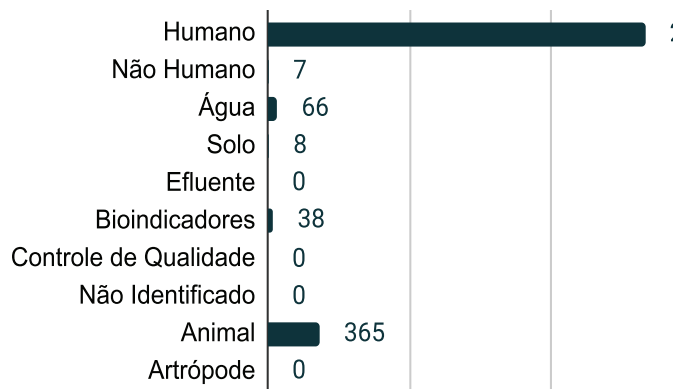 Humano
Não Humano 7
Água 66
Solo 8
Efluente 0
Bioindicadores 38
Controle de Qualidade 0
Não Identificado 0
Animal 365
Artrópode 0